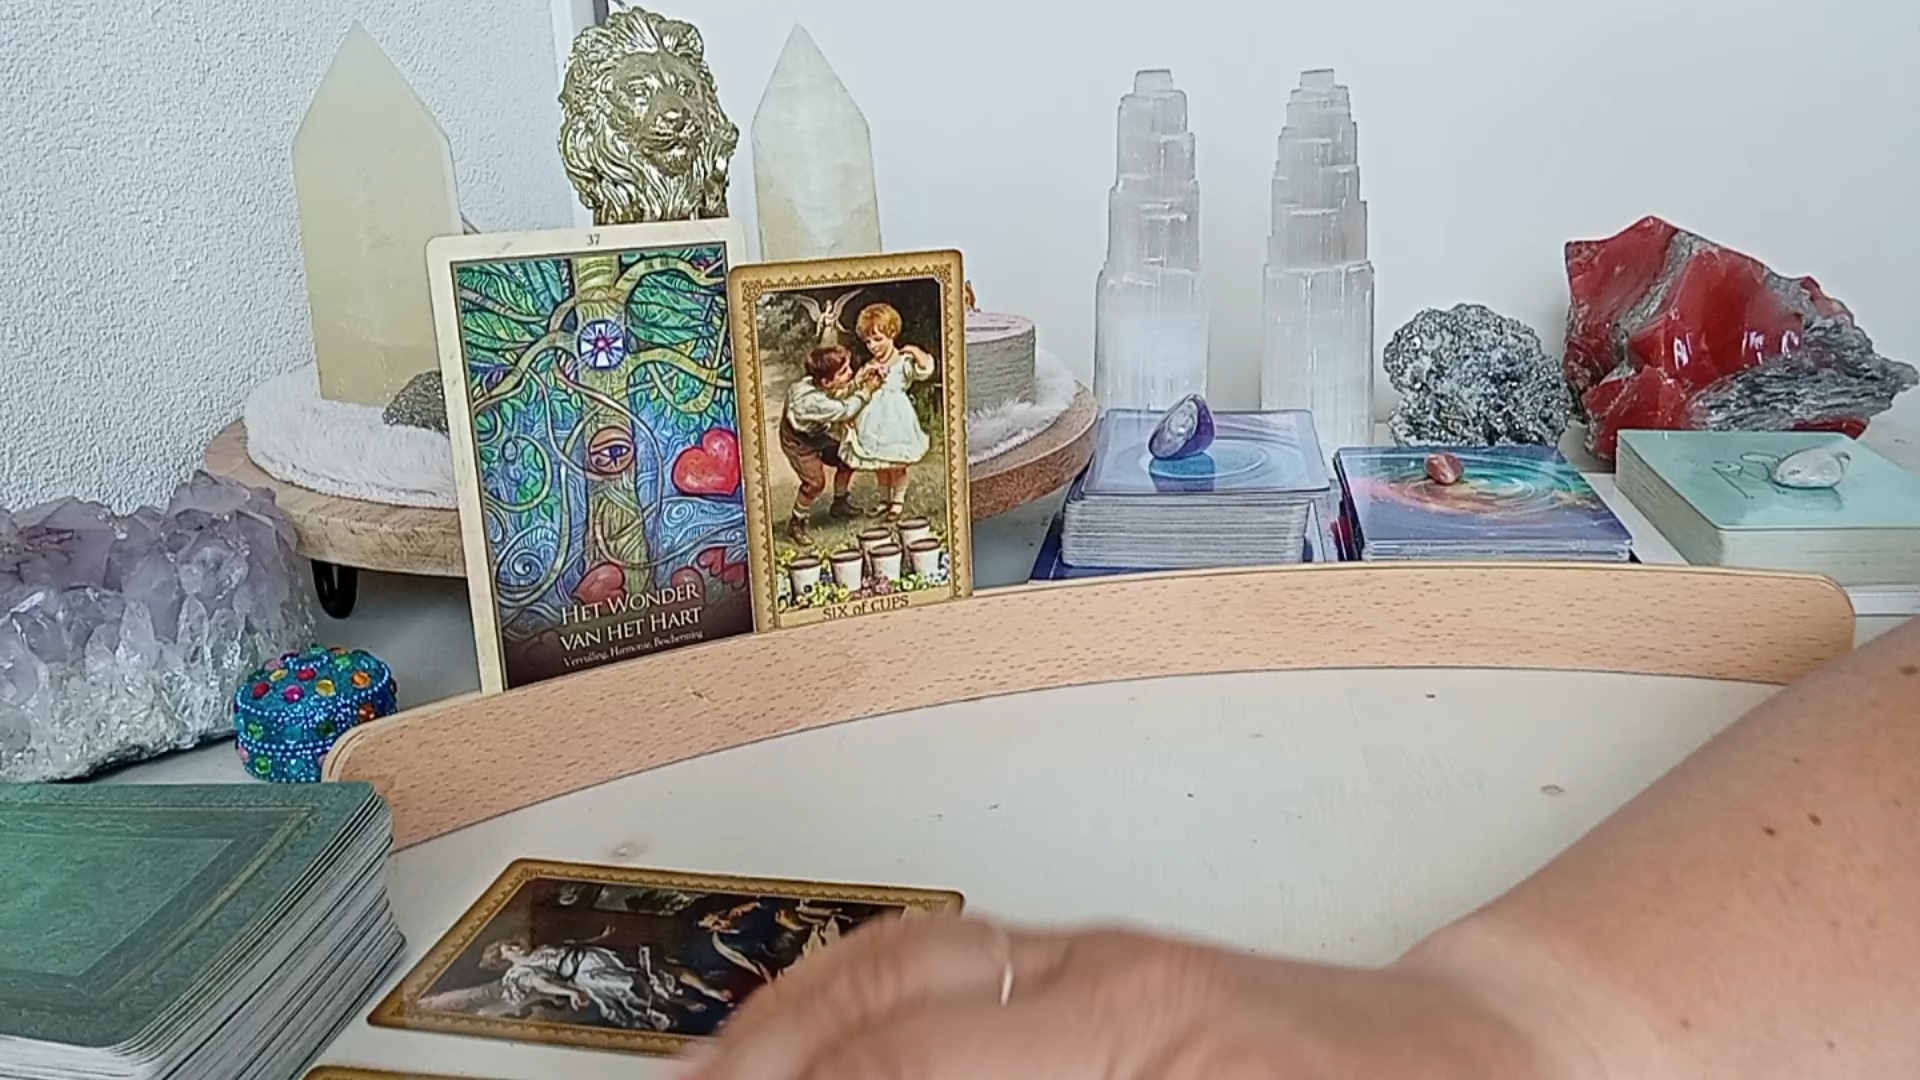 37
HET WONDER
VAN HET HART
Vervulling, Harmonie, Bescherming
SIX of CUPS